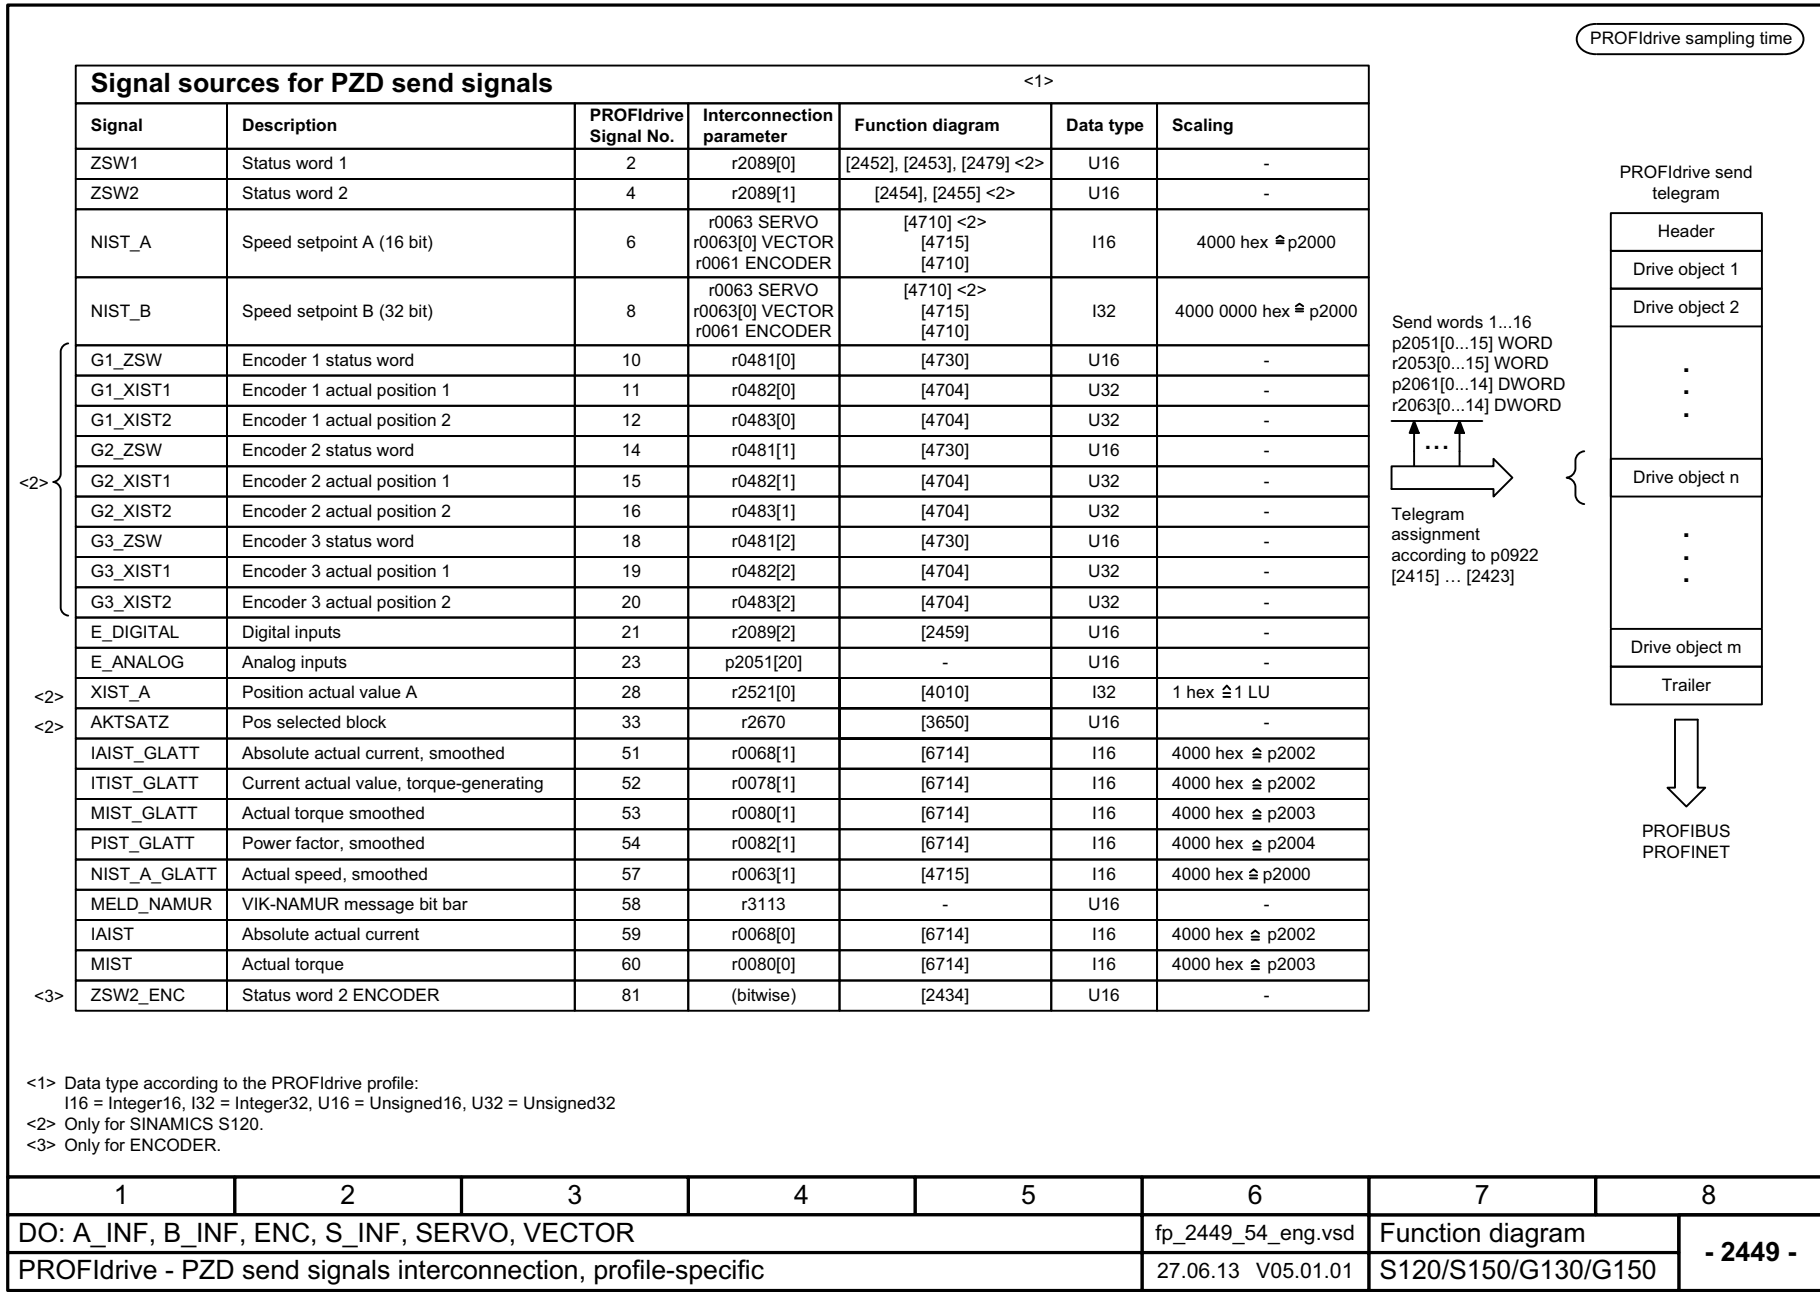 PROFIdrive sampling time
Signal sources for PZD send signals <1>
Signal Description PROFIdrive Signal No. Interconnection parameter Function diagram Data type Scaling
ZSW1 Status word 1 2 r2089[0] [2452], [2453], [2479] <2> U16 -
ZSW2 Status word 2 4 r2089[1] [2454], [2455] <2> U16 -
NIST_A Speed setpoint A (16 bit) 6 r0063 SERVO r0063[0] VECTOR r0061 ENCODER [4710] <2> [4715] [4710] I16 4000 hex ≙ p2000
NIST_B Speed setpoint B (32 bit) 8 r0063 SERVO r0063[0] VECTOR r0061 ENCODER [4710] <2> [4715] [4710] I32 4000 0000 hex ≙ p2000
G1_ZSW Encoder 1 status word 10 r0481[0] [4730] U16 -
G1_XIST1 Encoder 1 actual position 1 11 r0482[0] [4704] U32 -
G1_XIST2 Encoder 1 actual position 2 12 r0483[0] [4704] U32 -
G2_ZSW Encoder 2 status word 14 r0481[1] [4730] U16 -
<2> G2_XIST1 Encoder 2 actual position 1 15 r0482[1] [4704] U32 -
G2_XIST2 Encoder 2 actual position 2 16 r0483[1] [4704] U32 -
G3_ZSW Encoder 3 status word 18 r0481[2] [4730] U16 -
G3_XIST1 Encoder 3 actual position 1 19 r0482[2] [4704] U32 -
G3_XIST2 Encoder 3 actual position 2 20 r0483[2] [4704] U32 -
E_DIGITAL Digital inputs 21 r2089[2] [2459] U16 -
E_ANALOG Analog inputs 23 p2051[20] - U16 -
<2> XIST_A Position actual value A 28 r2521[0] [4010] I32 1 hex ≙ 1 LU
<2> AKTSATZ Pos selected block 33 r2670 [3650] U16 -
IAIST_GLATT Absolute actual current, smoothed 51 r0068[1] [6714] I16 4000 hex ≙ p2002
ITIST_GLATT Current actual value, torque-generating 52 r0078[1] [6714] I16 4000 hex ≙ p2002
MIST_GLATT Actual torque smoothed 53 r0080[1] [6714] I16 4000 hex ≙ p2003
PIST_GLATT Power factor, smoothed 54 r0082[1] [6714] I16 4000 hex ≙ p2004
NIST_A_GLATT Actual speed, smoothed 57 r0063[1] [4715] I16 4000 hex ≙ p2000
MELD_NAMUR VIK-NAMUR message bit bar 58 r3113 - U16 -
IAIST Absolute actual current 59 r0068[0] [6714] I16 4000 hex ≙ p2002
MIST Actual torque 60 r0080[0] [6714] I16 4000 hex ≙ p2003
<3> ZSW2_ENC Status word 2 ENCODER 81 (bitwise) [2434] U16 -
Send words 1...16
p2051[0...15] WORD
r2053[0...15] WORD
p2061[0...14] DWORD
r2063[0...14] DWORD
...
Telegram
assignment
according to p0922
[2415] … [2423]
PROFIdrive send
telegram
Header
Drive object 1
Drive object 2
.
.
.
Drive object n
.
.
.
Drive object m
Trailer
PROFIBUS
PROFINET
<1> Data type according to the PROFIdrive profile:
I16 = Integer16, I32 = Integer32, U16 = Unsigned16, U32 = Unsigned32
<2> Only for SINAMICS S120.
<3> Only for ENCODER.
1 2 3 4 5 6 7 8
DO: A_INF, B_INF, ENC, S_INF, SERVO, VECTOR fp_2449_54_eng.vsd Function diagram
- 2449 -
PROFIdrive - PZD send signals interconnection, profile-specific 27.06.13 V05.01.01 S120/S150/G130/G150